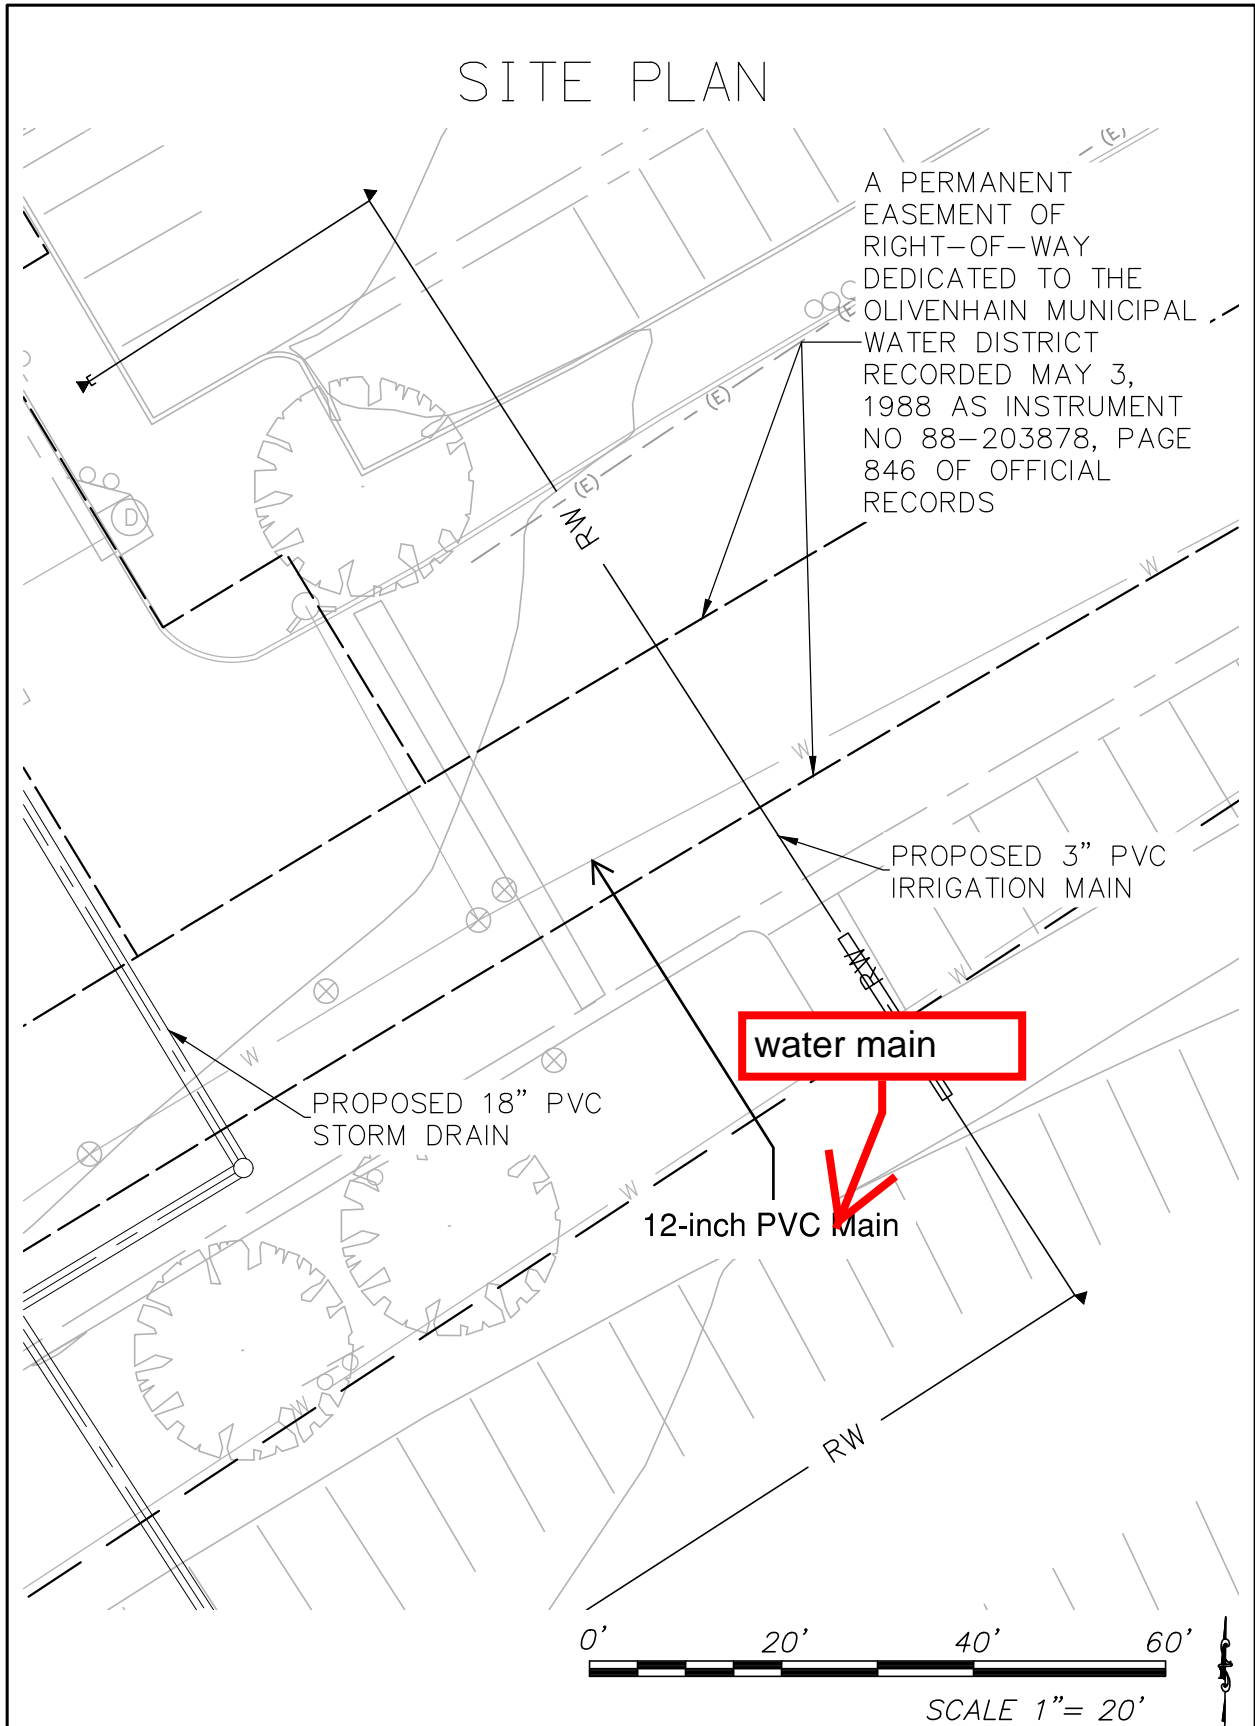 SITE PLAN
(E)
A PERMANENT
EASEMENT OF
RIGHT-OF-WAY
DEDICATED TO THE
OLIVENHAIN MUNICIPAL
WATER DISTRICT
RECORDED MAY 3,
1988 AS INSTRUMENT
NO 88-203878, PAGE
846 OF OFFICIAL
RECORDS
(E
(E)
(E)
RW
D
W
W
PROPOSED 3" PVC
IRRIGATION MAIN
RW
W
water main
W
PROPOSED 18" PVC
STORM DRAIN
W
12-inch PVC Main
W
RW
0' 20' 40' 60'
SCALE 1"= 20'